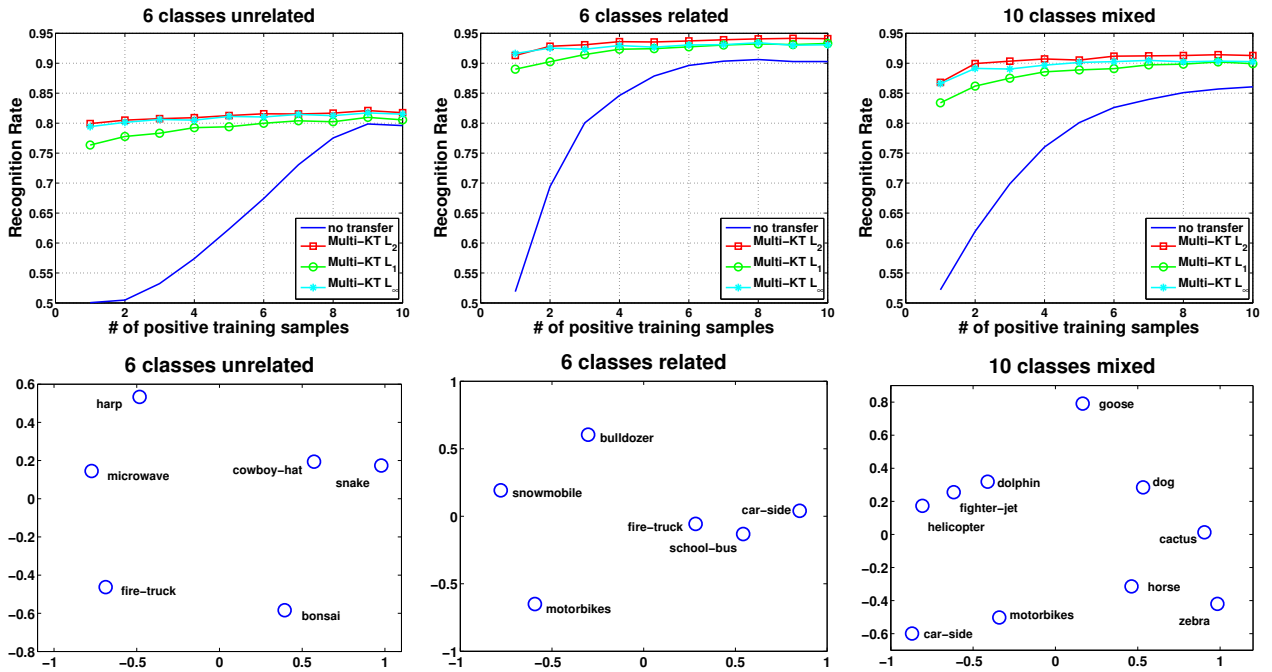 6 classes unrelated
0.95
0.9
0.85
0.8
0.75
0.7
0.65
0.6
0.55
0.5
0 2 4 6 8 10
Recognition Rate
# of positive training samples
no transfer
Multi−KT L2
Multi−KT L1
Multi−KT L∞
6 classes related
0.95
0.9
0.85
0.8
0.75
0.7
0.65
0.6
0.55
0.5
0 2 4 6 8 10
Recognition Rate
# of positive training samples
no transfer
Multi−KT L2
Multi−KT L1
Multi−KT L∞
10 classes mixed
0.95
0.9
0.85
0.8
0.75
0.7
0.65
0.6
0.55
0.5
0 2 4 6 8 10
Recognition Rate
# of positive training samples
no transfer
Multi−KT L2
Multi−KT L1
Multi−KT L∞
6 classes unrelated
0.6
0.4
0.2
0
−0.2
−0.4
−0.6
−0.8
−1 −0.5 0 0.5 1
harp
microwave
cowboy−hat
snake
fire−truck
bonsai
6 classes related
1
0.5
0
−0.5
−1
−1 −0.5 0 0.5 1
bulldozer
snowmobile
car−side
fire−truck
school−bus
motorbikes
10 classes mixed
0.8
0.6
0.4
0.2
0
−0.2
−0.4
−0.6
−1 −0.5 0 0.5 1
goose
dolphin
dog
fighter−jet
helicopter
cactus
horse
motorbikes
zebra
car−side